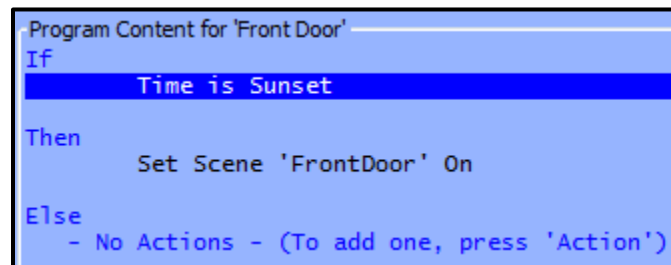 Program Content for 'Front Door'
If
Time is Sunset
Then
Set Scene 'FrontDoor' On
Else
- No Actions - (To add one, press 'Action')